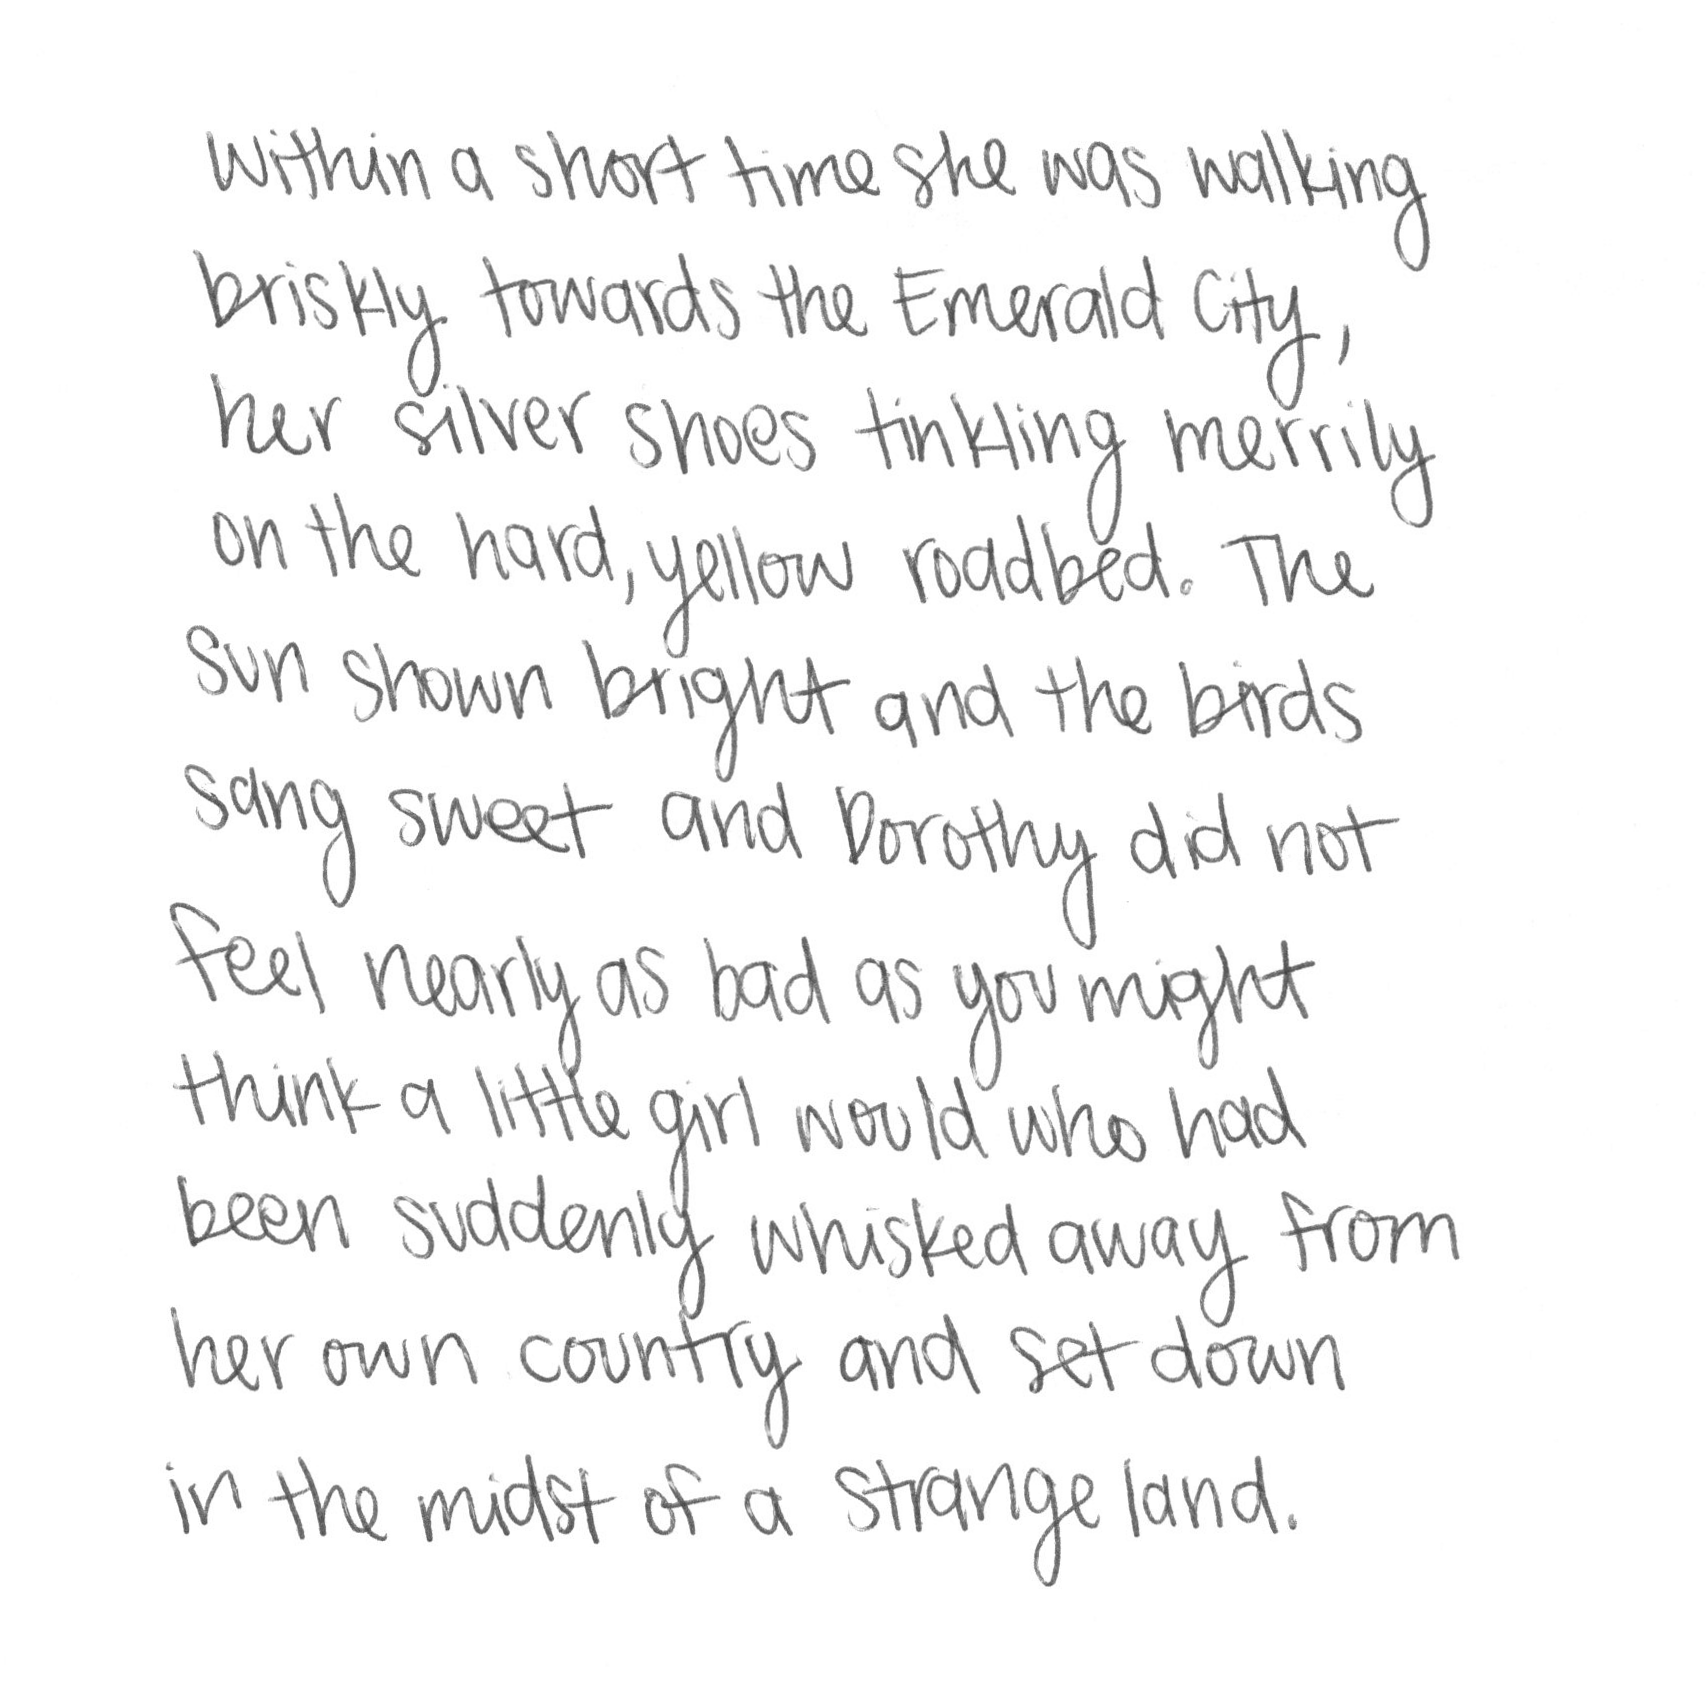 Within a short time she was walking
briskly towards the Emerald City,
her silver shoes tinkling merrily
on the hard, yellow roadbed. The
sun shown bright and the birds
sang sweet and Dorothy did not
feel nearly as bad as you might
think a little girl would who had
been suddenly whisked away from
her own country and set down
in the midst of a strange land.